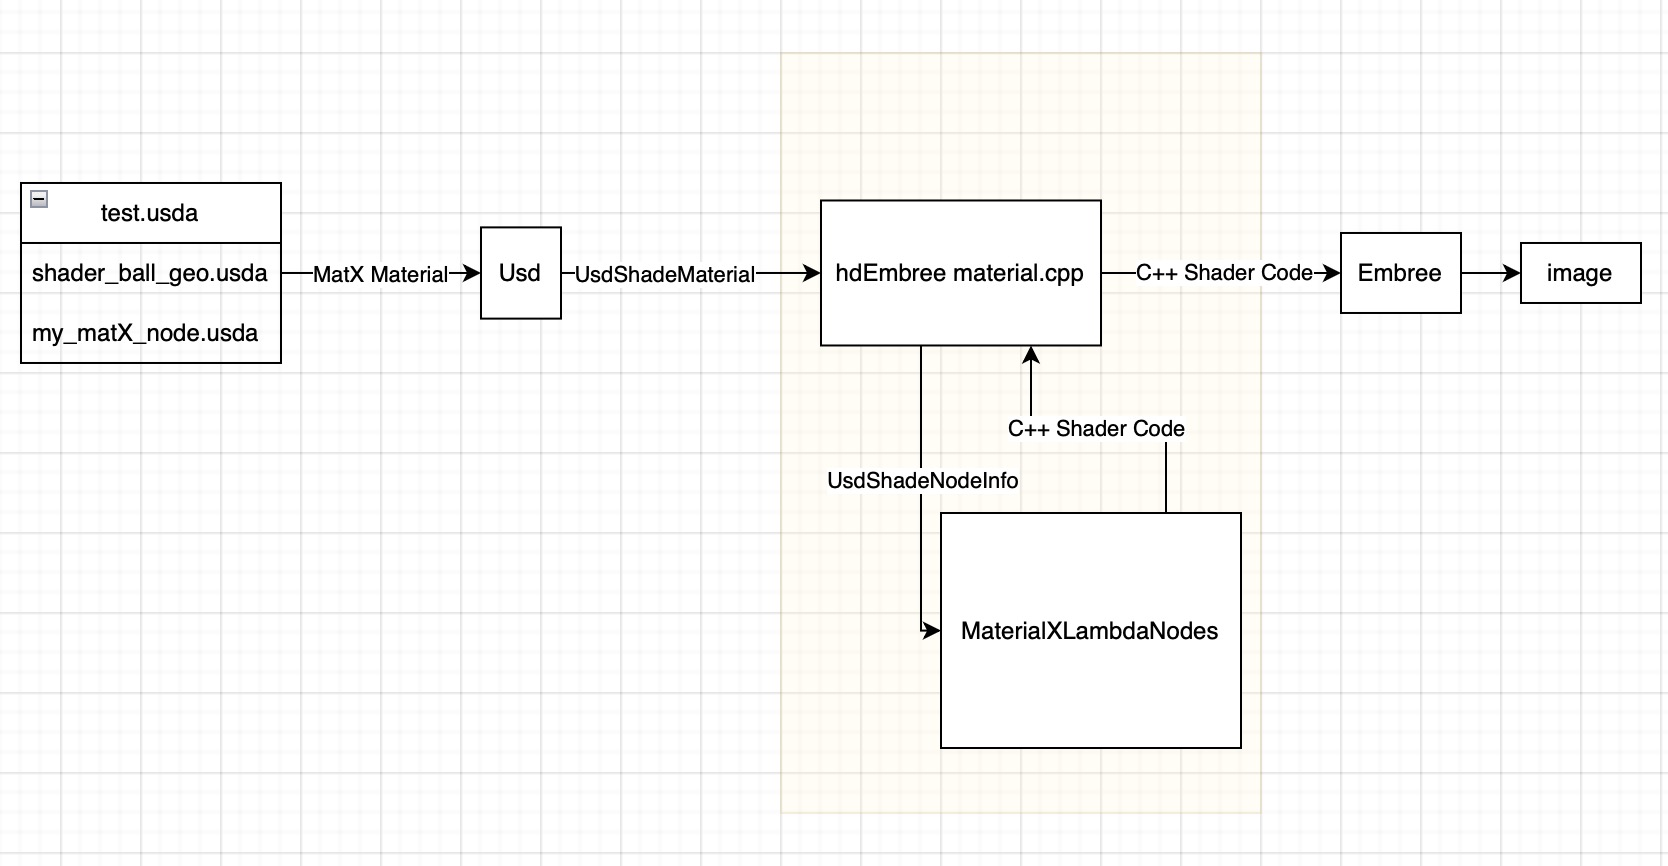 test.usda
shader_ball_geo.usda
my_matX_node.usda
MatX Material
Usd
UsdShadeMaterial
hdEmbree material.cpp
C++ Shader Code
Embree
image
C++ Shader Code
UsdShadeNodeInfo
MaterialXLambdaNodes